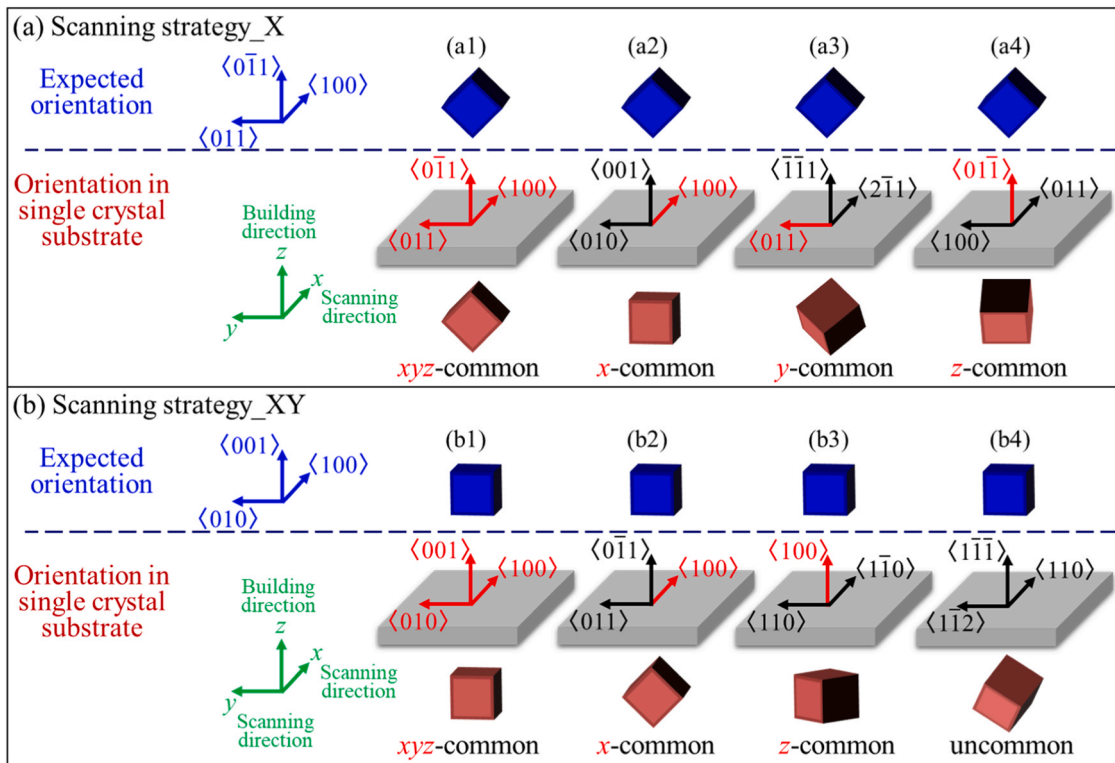 (a) Scanning strategy_X
(a1) (a2) (a3) (a4)
Expected
orientation
⟨01̅1⟩
⟨100⟩
⟨011⟩
Orientation in
single crystal
substrate
Building
direction
z
x
Scanning
direction
y
⟨01̅1⟩
⟨100⟩
⟨011⟩
⟨001⟩
⟨100⟩
⟨010⟩
⟨1̅1̅1⟩
⟨21̅1⟩
⟨011⟩
⟨011̅⟩
⟨011⟩
⟨100⟩
xyz-common
x-common
y-common
z-common
(b) Scanning strategy_XY
(b1) (b2) (b3) (b4)
Expected
orientation
⟨001⟩
⟨100⟩
⟨010⟩
Orientation in
single crystal
substrate
Building
direction
z
x
Scanning
direction
y
Scanning
direction
⟨001⟩
⟨100⟩
⟨010⟩
⟨01̅1⟩
⟨100⟩
⟨011⟩
⟨100⟩
⟨11̅0⟩
⟨110⟩
⟨11̅1̅⟩
⟨110⟩
⟨11̅2⟩
xyz-common
x-common
z-common
uncommon